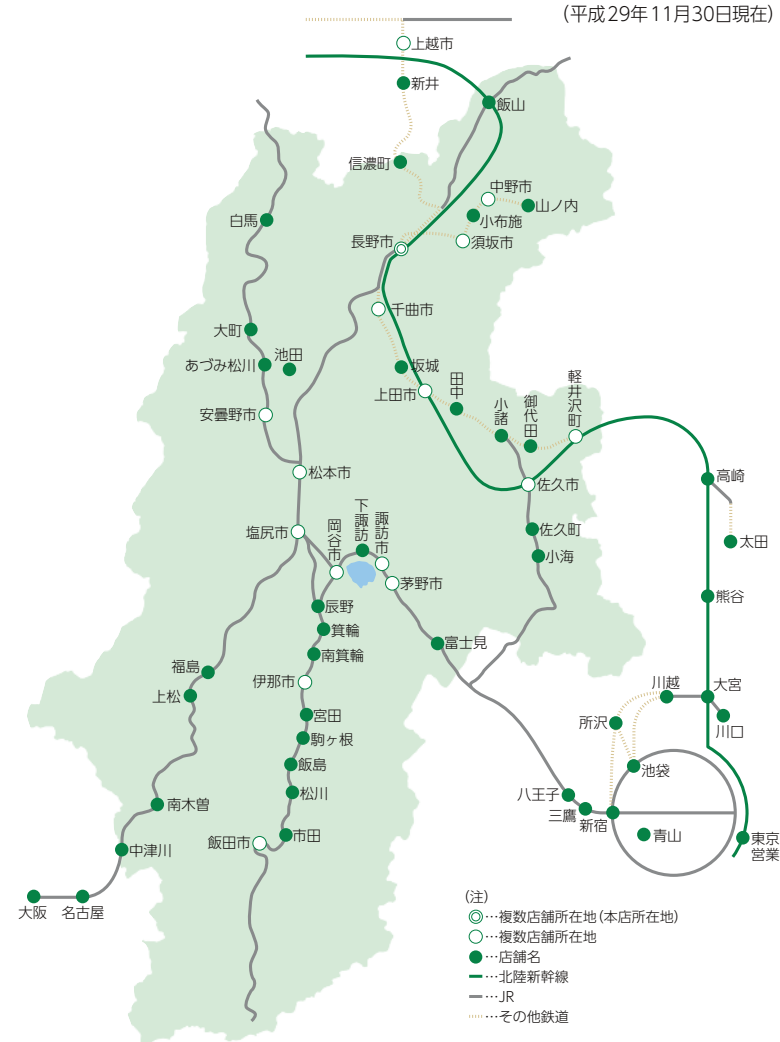 (平成29年11月30日現在)
上越市
新井
飯山
信濃町
中野市
山ノ内
小布施
白馬
長野市
須坂市
千曲市
大町
池田
あづみ松川
坂城
田中
上田市
小諸
御代田
軽井沢町
安曇野市
松本市
佐久市
高崎
塩尻市
岡谷市
下諏訪
諏訪市
佐久町
太田
小海
茅野市
辰野
熊谷
箕輪
富士見
南箕輪
福島
伊那市
上松
川越
大宮
宮田
所沢
川口
駒ヶ根
飯島
池袋
松川
八王子
南木曽
三鷹
新宿
市田
飯田市
青山
東京
営業
中津川
大阪
名古屋
(注)
◎…複数店舗所在地(本店所在地)
○…複数店舗所在地
●…店舗名
…北陸新幹線
…JR
…その他鉄道